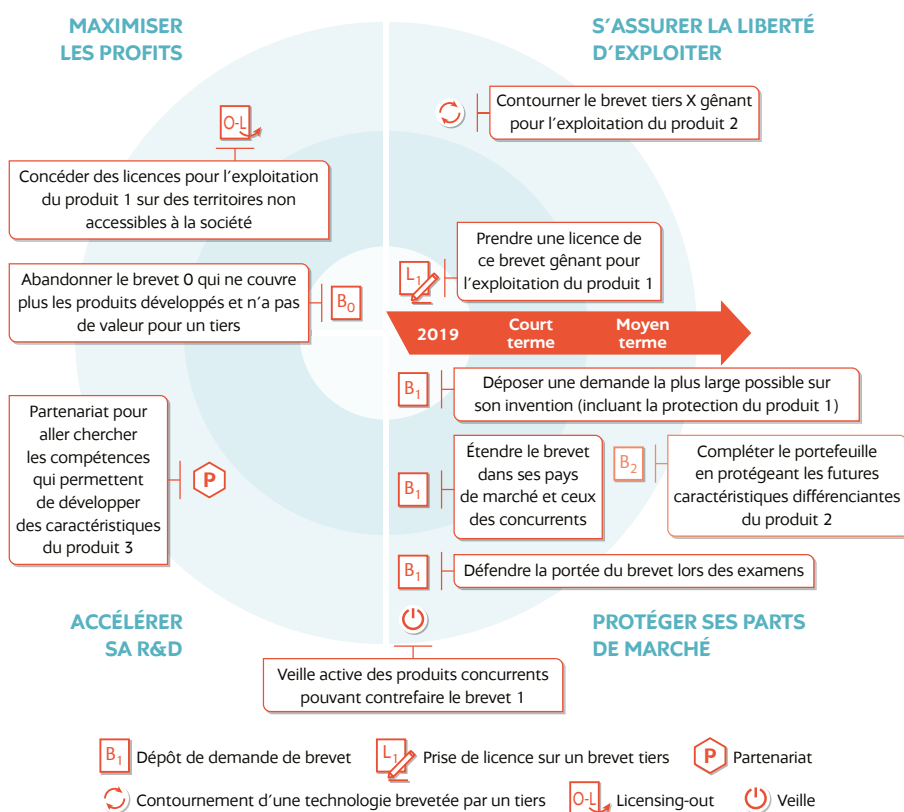 MAXIMISER
LES PROFITS
S'ASSURER LA LIBERTÉ
D'EXPLOITER
Contourner le brevet tiers X gênant
pour l'exploitation du produit 2
O-L
Concéder des licences pour l'exploitation
du produit 1 sur des territoires non
accessibles à la société
Prendre une licence de
ce brevet gênant pour
l'exploitation du produit 1
L1
Abandonner le brevet 0 qui ne couvre
plus les produits développés et n'a pas
de valeur pour un tiers
B0
2019
Court
terme
Moyen
terme
B1
Déposer une demande la plus large possible sur
son invention (incluant la protection du produit 1)
Partenariat pour
aller chercher
les compétences
qui permettent
de développer
des caractéristiques
du produit 3
P
B1
Étendre le brevet
dans ses pays
de marché et ceux
des concurrents
B2
Compléter le portefeuille
en protégeant les futures
caractéristiques différenciantes
du produit 2
B1
Défendre la portée du brevet lors des examens
ACCÉLÉRER
SA R&D
PROTÉGER SES PARTS
DE MARCHÉ
Veille active des produits concurrents
pouvant contrefaire le brevet 1
B1 Dépôt de demande de brevet
L1 Prise de licence sur un brevet tiers
P Partenariat
Contournement d'une technologie brevetée par un tiers
O-L Licensing-out
Veille